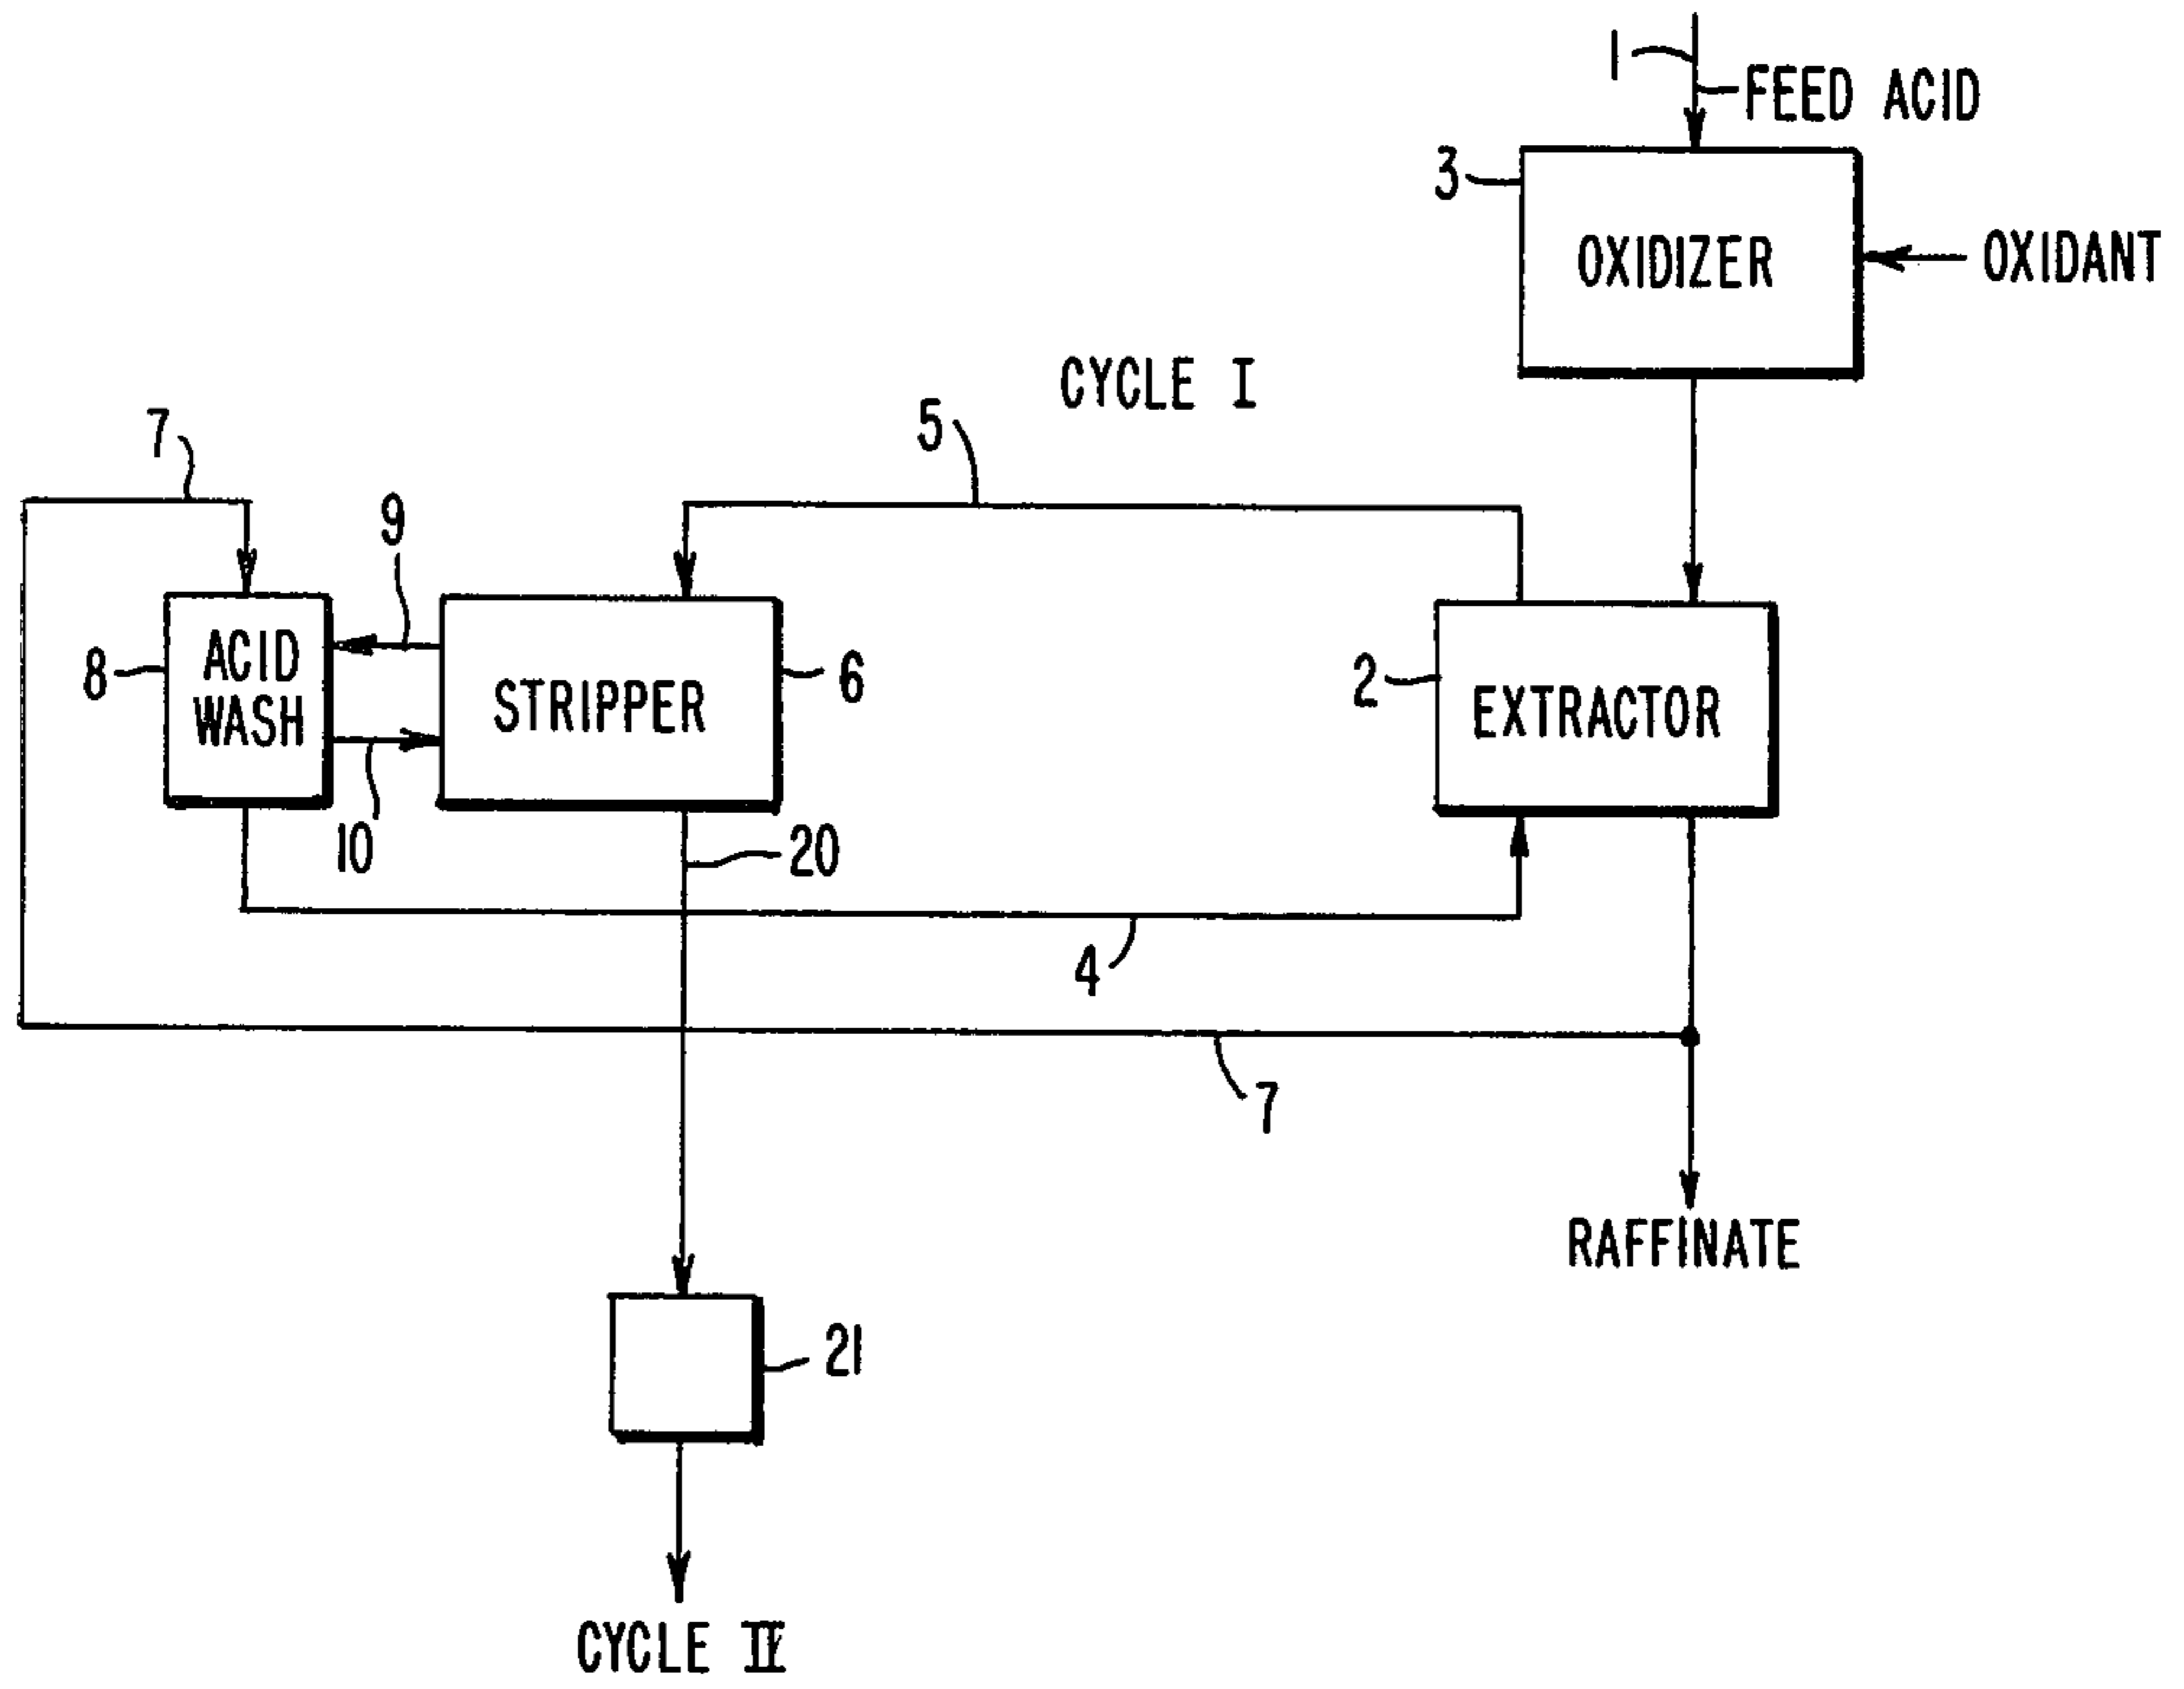 1
FEED ACID
3
OXIDIZER
OXIDANT
CYCLE I
5
7
9
8
ACID
WASH
STRIPPER
6
2
EXTRACTOR
10
20
4
7
RAFFINATE
21
CYCLE II